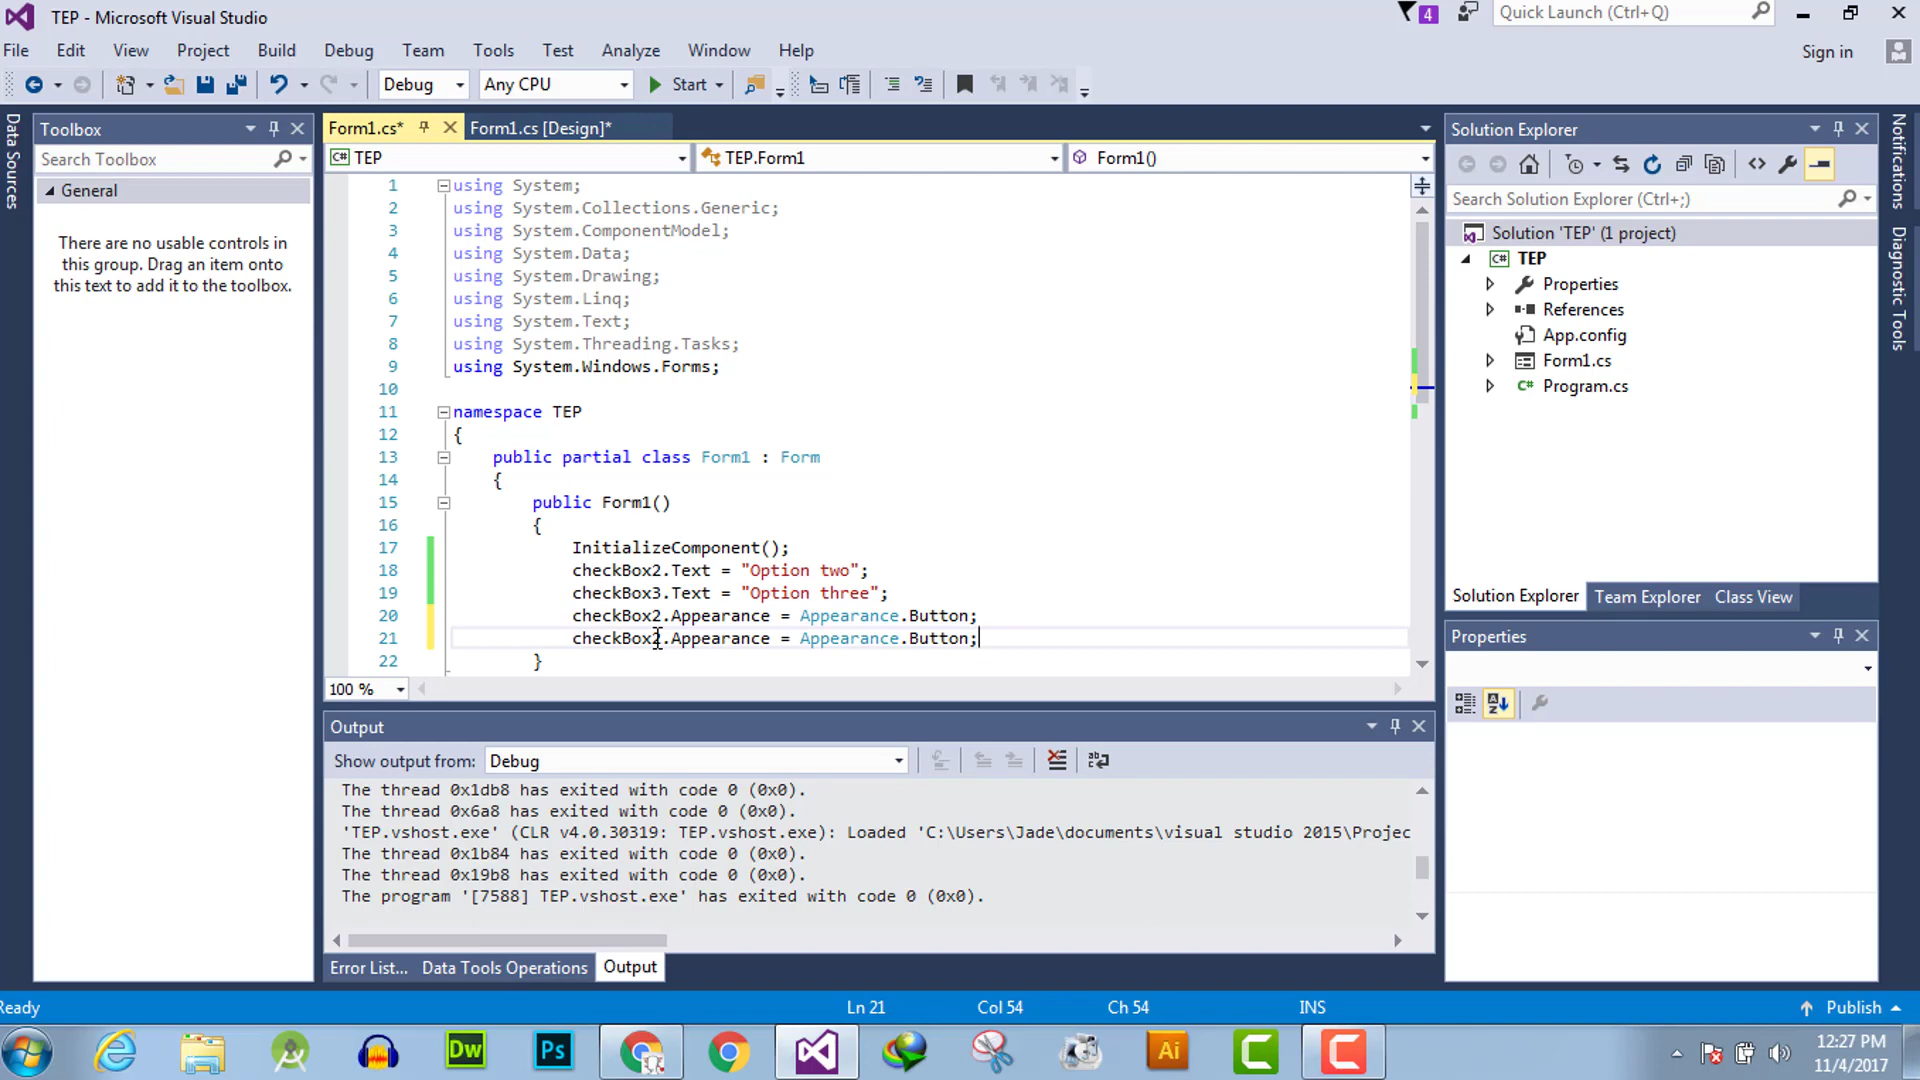 TEP - Microsoft Visual Studio
4
Quick Launch (Ctrl+Q)
File Edit View Project Build Debug Team Tools Test Analyze Window Help
Sign in
Debug Any CPU Start
Data Sources
Toolbox
Search Toolbox
General
There are no usable controls in
this group. Drag an item onto
this text to add it to the toolbox.
Form1.cs* Form1.cs [Design]*
TEP TEP.Form1 Form1()
1 using System;
2 using System.Collections.Generic;
3 using System.ComponentModel;
4 using System.Data;
5 using System.Drawing;
6 using System.Linq;
7 using System.Text;
8 using System.Threading.Tasks;
9 using System.Windows.Forms;
10
11 namespace TEP
12 {
13 public partial class Form1 : Form
14 {
15 public Form1()
16 {
17 InitializeComponent();
18 checkBox2.Text = "Option two";
19 checkBox3.Text = "Option three";
20 checkBox2.Appearance = Appearance.Button;
21 checkBox2.Appearance = Appearance.Button;
22 }
100 %
Output
Show output from: Debug
The thread 0x1db8 has exited with code 0 (0x0).
The thread 0x6a8 has exited with code 0 (0x0).
'TEP.vshost.exe' (CLR v4.0.30319: TEP.vshost.exe): Loaded 'C:\Users\Jade\documents\visual studio 2015\Projec
The thread 0x1b84 has exited with code 0 (0x0).
The thread 0x19b8 has exited with code 0 (0x0).
The program '[7588] TEP.vshost.exe' has exited with code 0 (0x0).
Error List... Data Tools Operations Output
Solution Explorer
Search Solution Explorer (Ctrl+;)
Solution 'TEP' (1 project)
C# TEP
Properties
References
App.config
Form1.cs
C# Program.cs
Solution Explorer Team Explorer Class View
Properties
Notifications
Diagnostic Tools
Ready Ln 21 Col 54 Ch 54 INS Publish
Dw Ps Ai
12:27 PM
11/4/2017